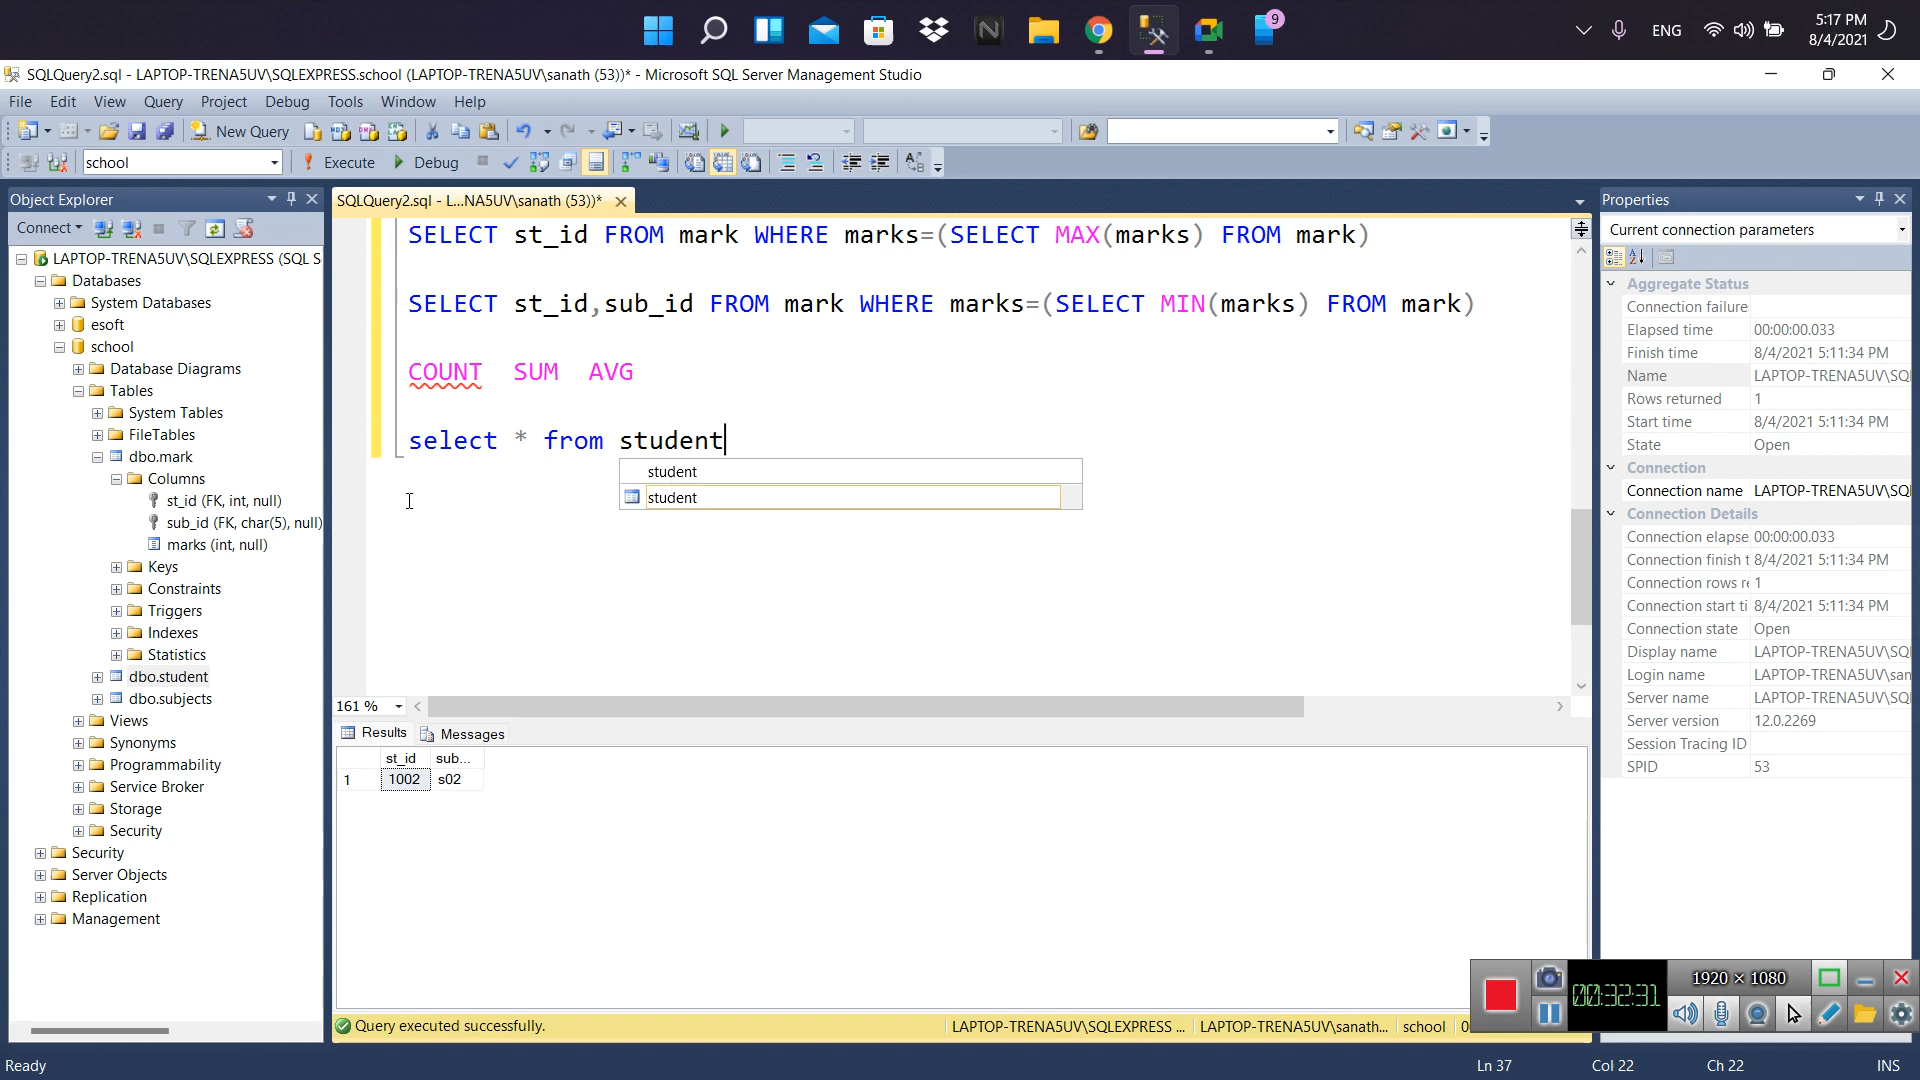 9
ENG
5:17 PM
8/4/2021
SQLQuery2.sql - LAPTOP-TRENA5UV\SQLEXPRESS.school (LAPTOP-TRENA5UV\sanath (53))* - Microsoft SQL Server Management Studio
File Edit View Query Project Debug Tools Window Help
New Query
school Execute Debug
Object Explorer
Connect
LAPTOP-TRENA5UV\SQLEXPRESS (SQL S
Databases
System Databases
esoft
school
Database Diagrams
Tables
System Tables
FileTables
dbo.mark
Columns
st_id (FK, int, null)
sub_id (FK, char(5), null)
marks (int, null)
Keys
Constraints
Triggers
Indexes
Statistics
dbo.student
dbo.subjects
Views
Synonyms
Programmability
Service Broker
Storage
Security
Security
Server Objects
Replication
Management
SQLQuery2.sql - L...NA5UV\sanath (53))*
SELECT st_id FROM mark WHERE marks=(SELECT MAX(marks) FROM mark)
SELECT st_id,sub_id FROM mark WHERE marks=(SELECT MIN(marks) FROM mark)
COUNT SUM AVG
select * from student
student
student
161 %
Results Messages
st_id sub...
1 1002 s02
Query executed successfully.
LAPTOP-TRENA5UV\SQLEXPRESS ... LAPTOP-TRENA5UV\sanath... school 0
Properties
Current connection parameters
Aggregate Status
Connection failure
Elapsed time 00:00:00.033
Finish time 8/4/2021 5:11:34 PM
Name LAPTOP-TRENA5UV\SQ
Rows returned 1
Start time 8/4/2021 5:11:34 PM
State Open
Connection
Connection name LAPTOP-TRENA5UV\SQ
Connection Details
Connection elapse 00:00:00.033
Connection finish t 8/4/2021 5:11:34 PM
Connection rows re 1
Connection start ti 8/4/2021 5:11:34 PM
Connection state Open
Display name LAPTOP-TRENA5UV\SQ
Login name LAPTOP-TRENA5UV\san
Server name LAPTOP-TRENA5UV\SQ
Server version 12.0.2269
Session Tracing ID
SPID 53
1920 × 1080
00:32:31
Ready
Ln 37 Col 22 Ch 22 INS